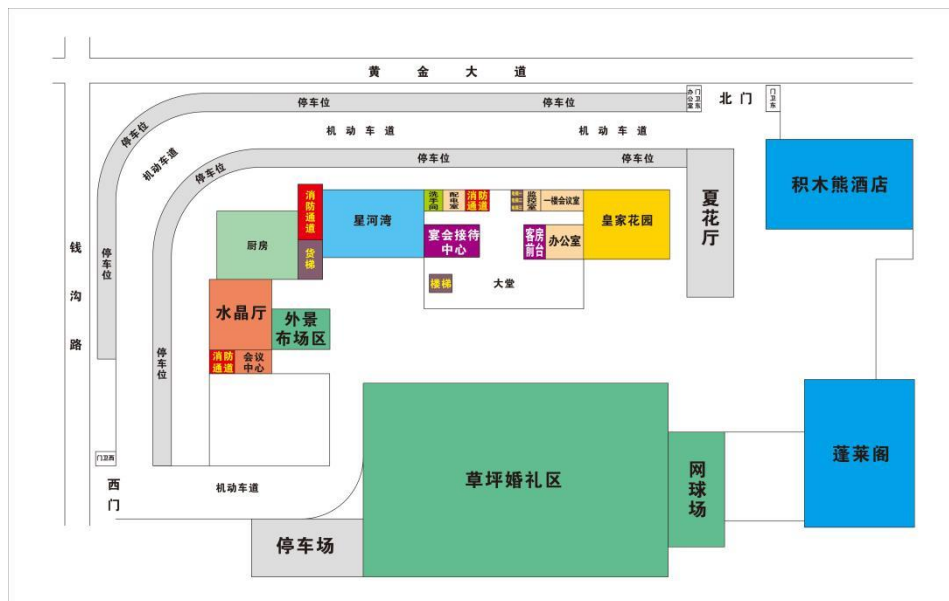 黄金大道
停车位
停车位
办公室
门卫东
北门
门卫东
机动车道
机动车道
停车位
机动车道
停车位
停车位
停车位
积木熊酒店
消防通道
星河湾
洗手间
配电室
消防通道
监控室
一楼会议室
皇家花园
夏花厅
厨房
货梯
宴会接待
中心
客房
前台
办公室
钱沟路
停车位
楼梯
大堂
水晶厅
外景
布场区
消防
通道
会议
中心
停车位
门卫西
西门
机动车道
草坪婚礼区
网球场
蓬莱阁
停车场